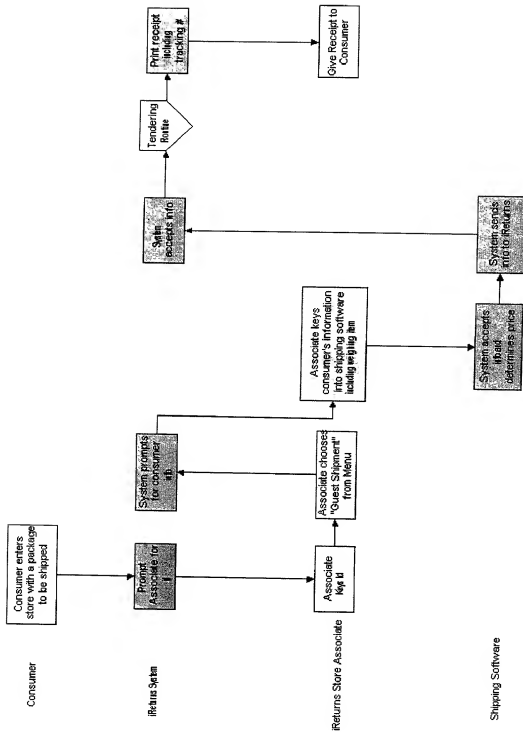 Consumer
Consumer enters
store with a package
to be shipped
iReturns System
Prompt
Associate for
System prompts
for consumer
System
accepts info
Tendering
Routine
Print receipt
including
tracking #
iReturns Store Associate
Associate
keys id
Associate chooses
"Guest Shipment"
from Menu
Associate keys
consumer's information
into shipping software
including weighing item
Give Receipt to
Consumer
Shipping Software
System accepts
determines price
System sends
info to iReturns